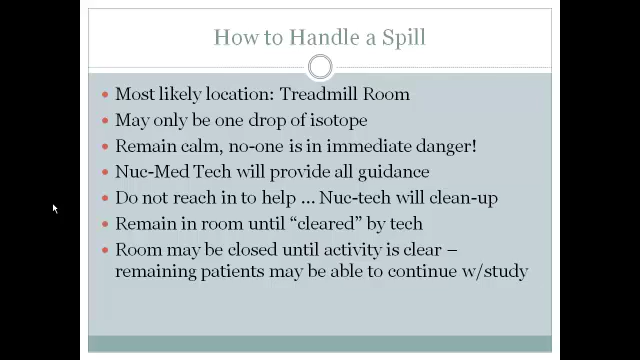 How to Handle a Spill
Most likely location: Treadmill Room
May only be one drop of isotope
Remain calm, no-one is in immediate danger!
Nuc-Med Tech will provide all guidance
Do not reach in to help ... Nuc-tech will clean-up
Remain in room until “cleared” by tech
Room may be closed until activity is clear –
remaining patients may be able to continue w/study